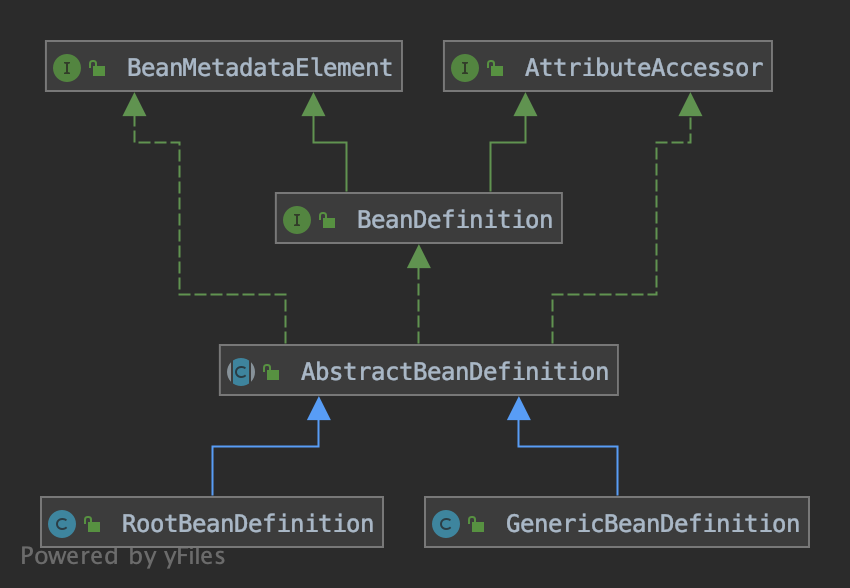 BeanMetadataElement
AttributeAccessor
BeanDefinition
AbstractBeanDefinition
RootBeanDefinition
GenericBeanDefinition
Powered by yFiles